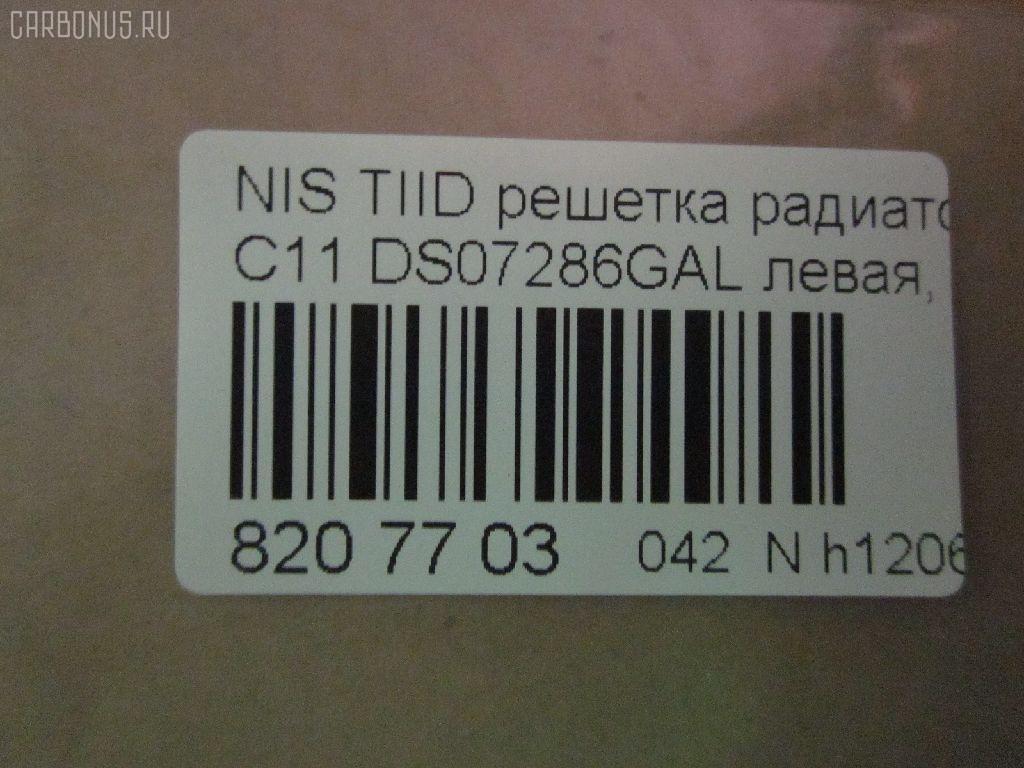 CARBONUS.RU
NIS TIID решетка радиато
C11 DS07286GAL левая,
820 77 03 042 N h1206